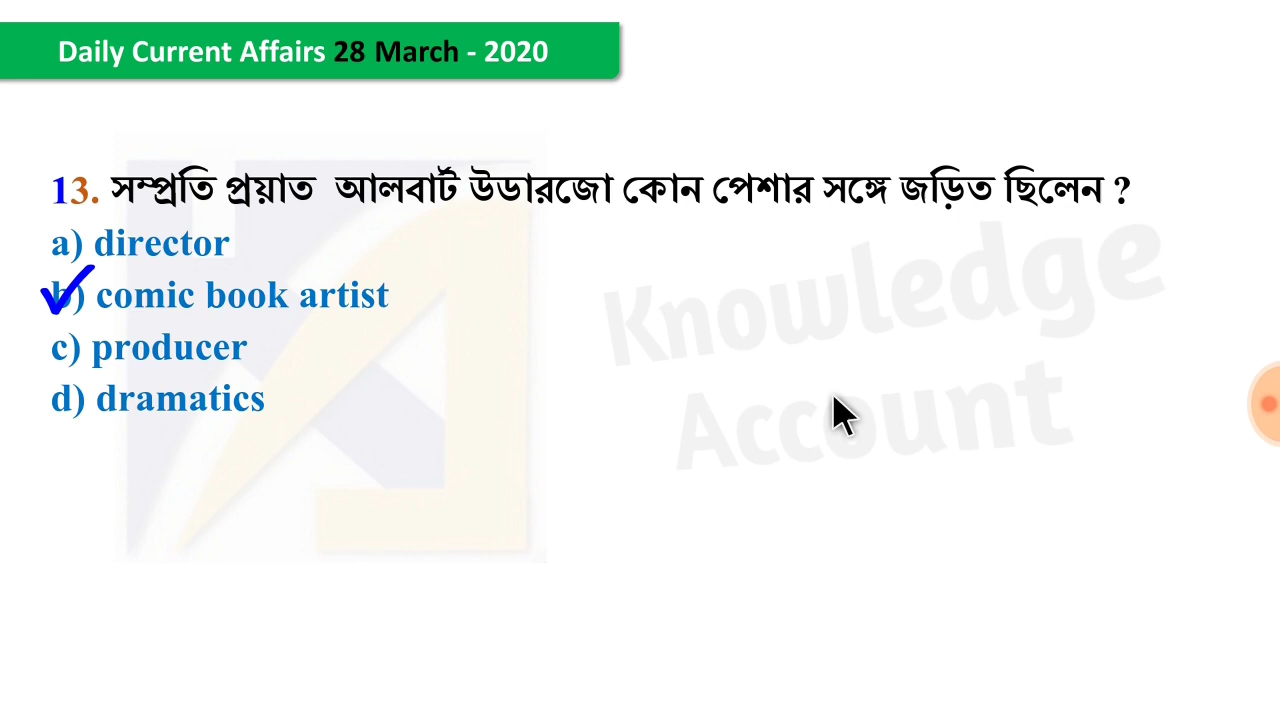 Daily Current Affairs 28 March - 2020
13. সম্প্রতি প্রয়াত আলবার্ট উডারজো কোন পেশার সঙ্গে জড়িত ছিলেন ?
a) director
b) comic book artist
c) producer
d) dramatics
Knowledge
Account